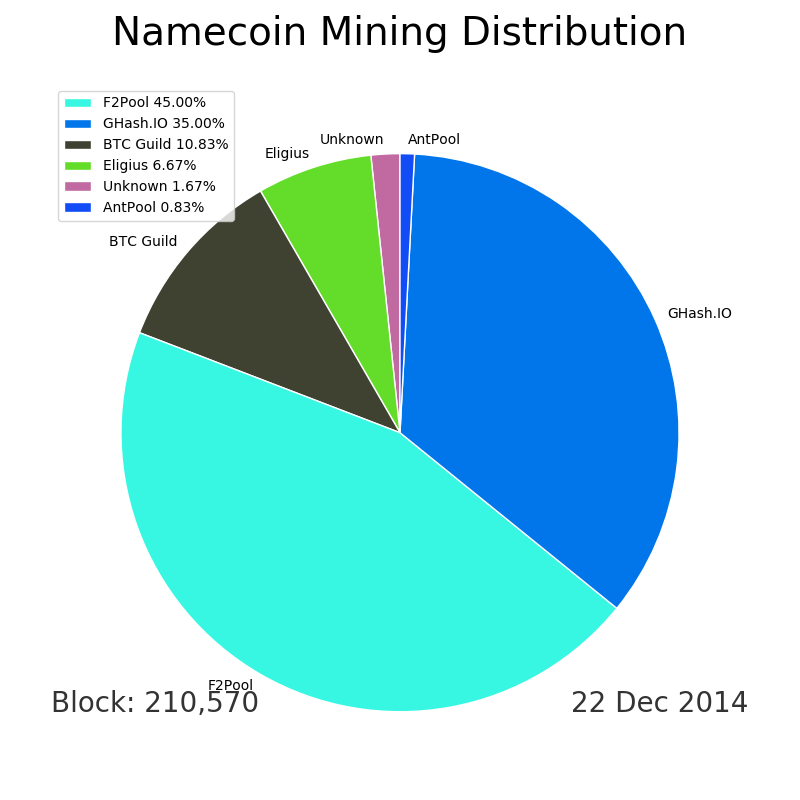 Namecoin Mining Distribution
F2Pool 45.00%
GHash.IO 35.00%
BTC Guild 10.83%
Eligius 6.67%
Unknown 1.67%
AntPool 0.83%
Unknown
AntPool
Eligius
BTC Guild
GHash.IO
F2Pool
Block: 210,570
22 Dec 2014